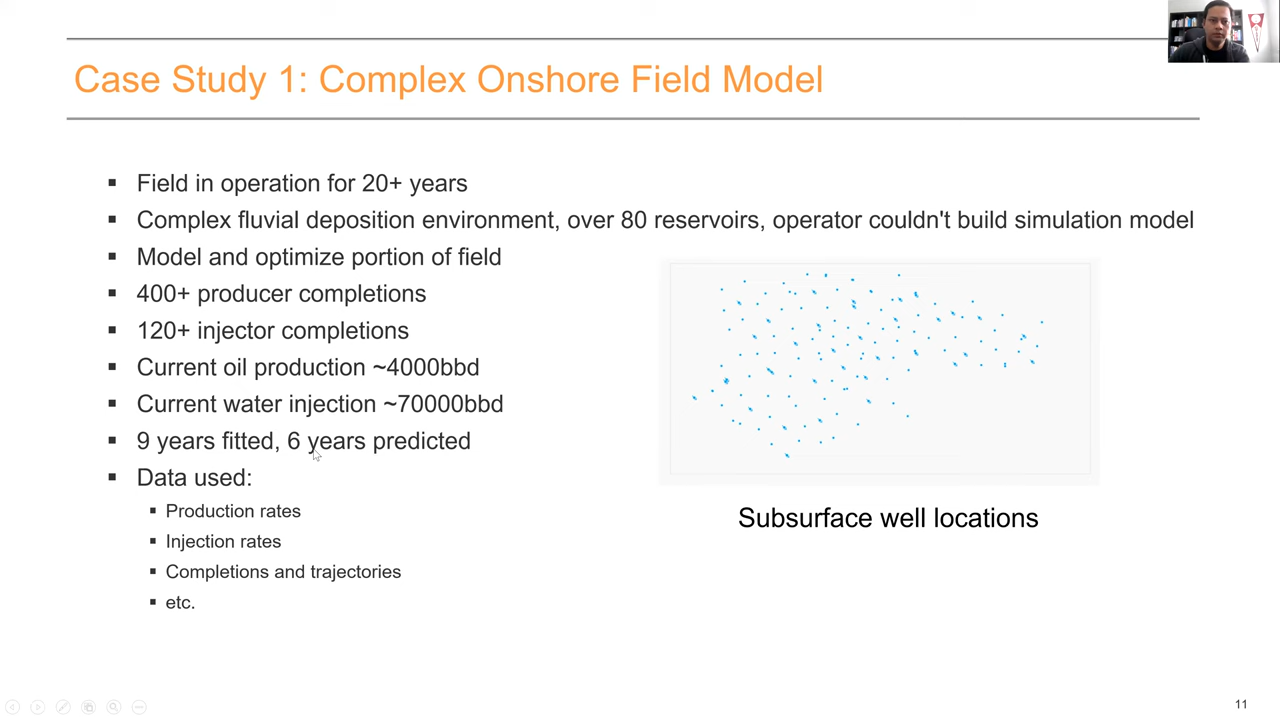 Case Study 1: Complex Onshore Field Model
▪ Field in operation for 20+ years
▪ Complex fluvial deposition environment, over 80 reservoirs, operator couldn't build simulation model
▪ Model and optimize portion of field
▪ 400+ producer completions
▪ 120+ injector completions
▪ Current oil production ~4000bbd
▪ Current water injection ~70000bbd
▪ 9 years fitted, 6 years predicted
▪ Data used:
▪ Production rates
▪ Injection rates
▪ Completions and trajectories
▪ etc.
Subsurface well locations
11